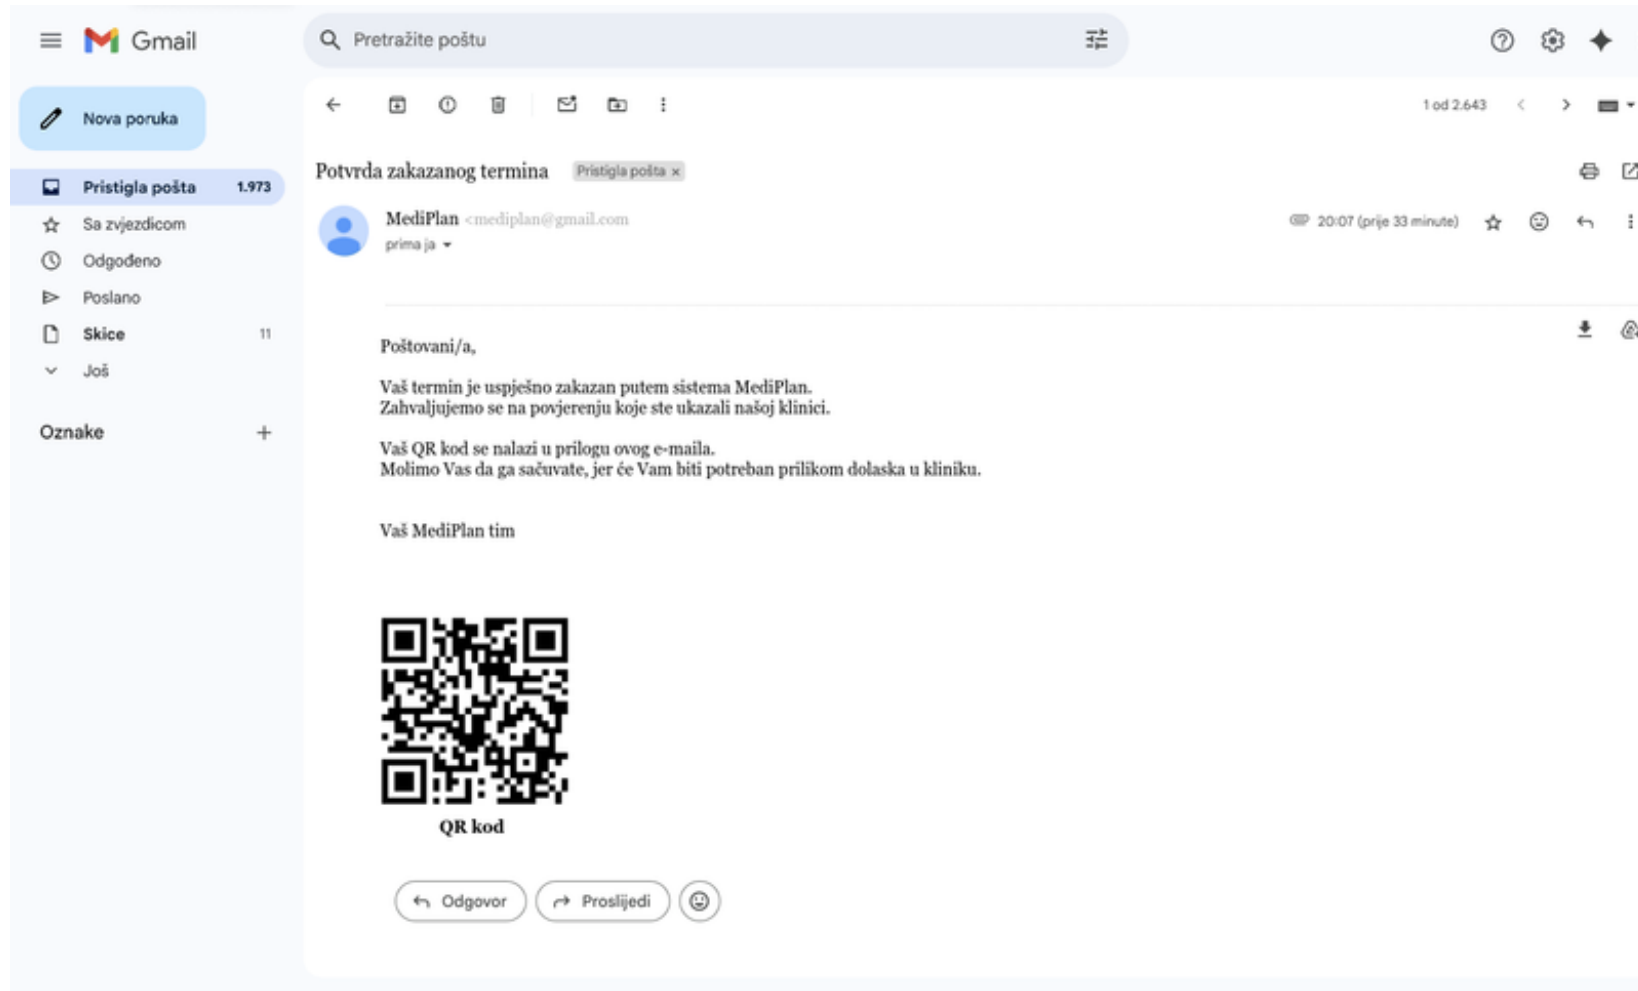 Gmail
Pretražite poštu
Nova poruka
1 od 2.643
Pristigla pošta 1.973
Sa zvjezdicom
Odgođeno
Poslano
Skice 11
Još
Oznake
Potvrda zakazanog termina Pristigla pošta x
MediPlan <mediplan@gmail.com
prima ja
20:07 (prije 33 minute)
Poštovani/a,
Vaš termin je uspješno zakazan putem sistema MediPlan.
Zahvaljujemo se na povjerenju koje ste ukazali našoj klinici.
Vaš QR kod se nalazi u prilogu ovog e-maila.
Molimo Vas da ga sačuvate, jer će Vam biti potreban prilikom dolaska u kliniku.
Vaš MediPlan tim
QR kod
Odgovor
Proslijedi